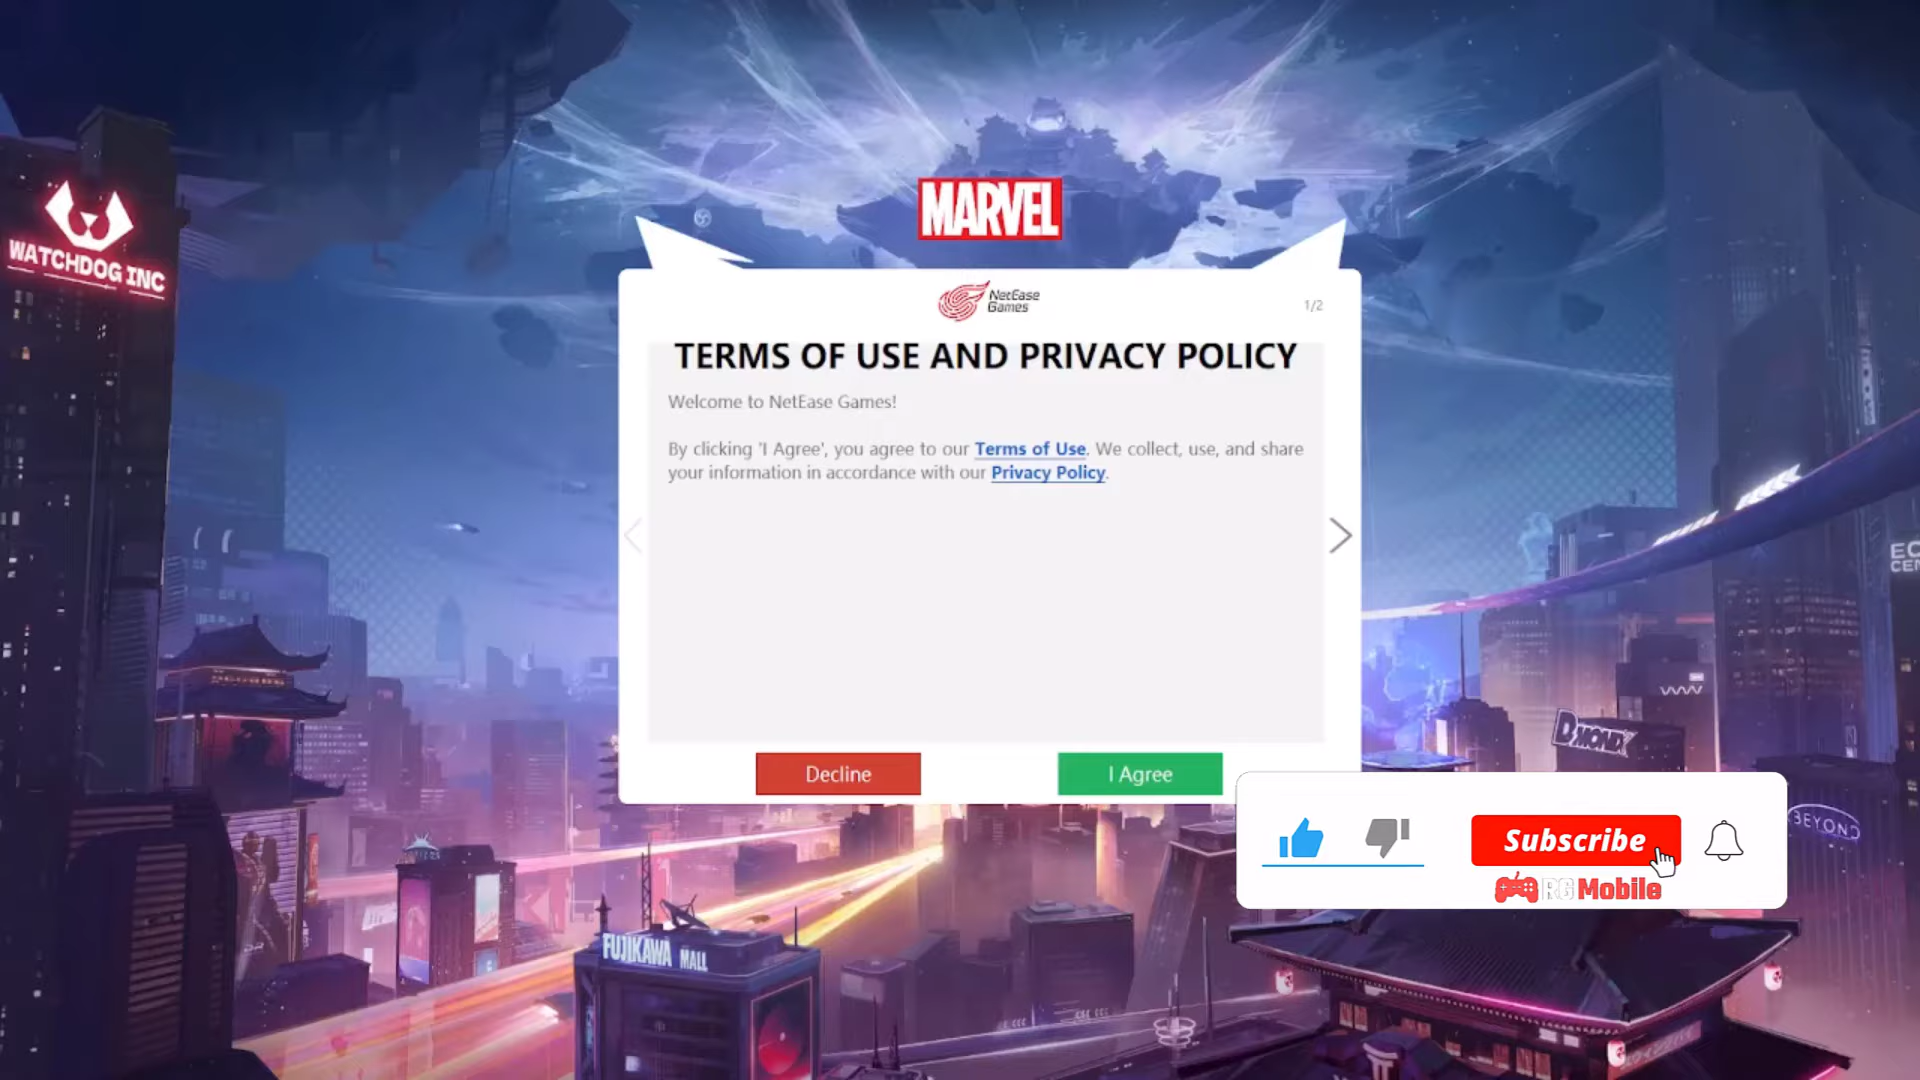 WATCHDOG INC
MARVEL
NetEase
Games
1/2
TERMS OF USE AND PRIVACY POLICY
Welcome to NetEase Games!
By clicking 'I Agree', you agree to our Terms of Use. We collect, use, and share
your information in accordance with our Privacy Policy.
Decline
I Agree
Subscribe
RG Mobile
BEYOND
FUJIKAWA MALL